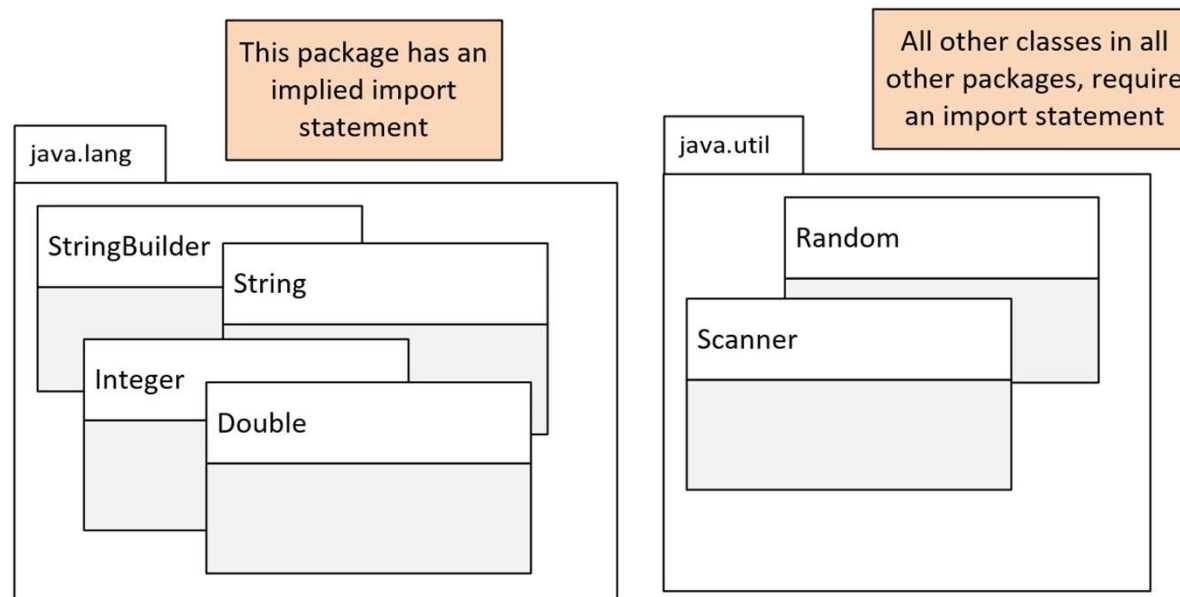 This package has an
implied import
statement
java.lang
StringBuilder
String
Integer
Double
All other classes in all
other packages, require
an import statement
java.util
Random
Scanner